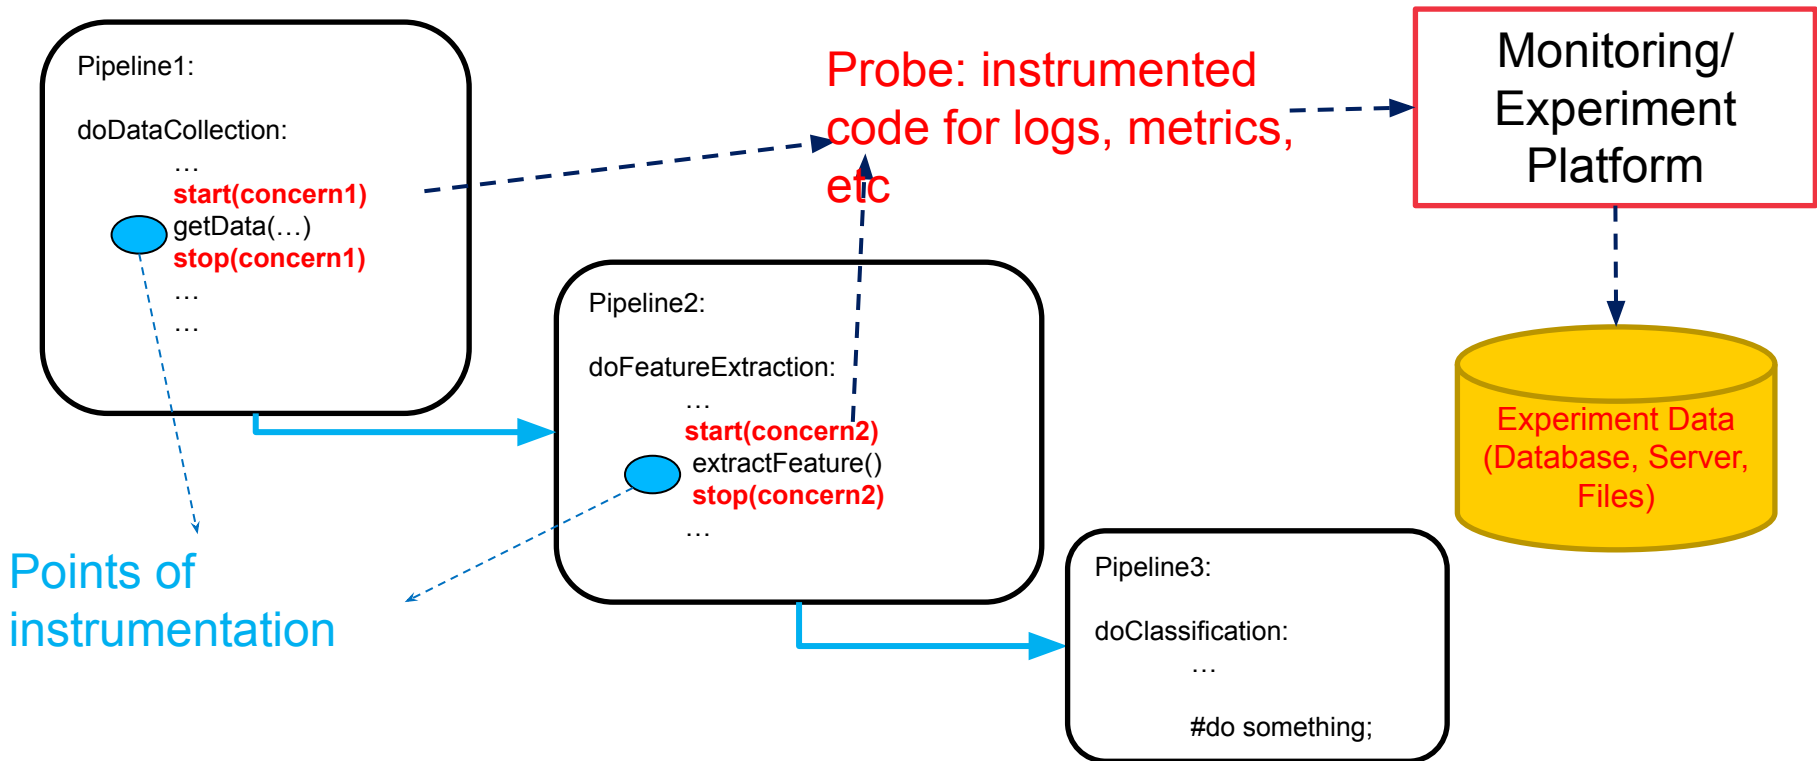 Pipeline1:
doDataCollection:
…
start(concern1)
getData(…)
stop(concern1)
…
…
Probe: instrumented
code for logs, metrics,
etc
Monitoring/
Experiment
Platform
Pipeline2:
doFeatureExtraction:
…
start(concern2)
extractFeature()
stop(concern2)
…
Experiment Data
(Database, Server,
Files)
Points of
instrumentation
Pipeline3:
doClassification:
…
#do something;